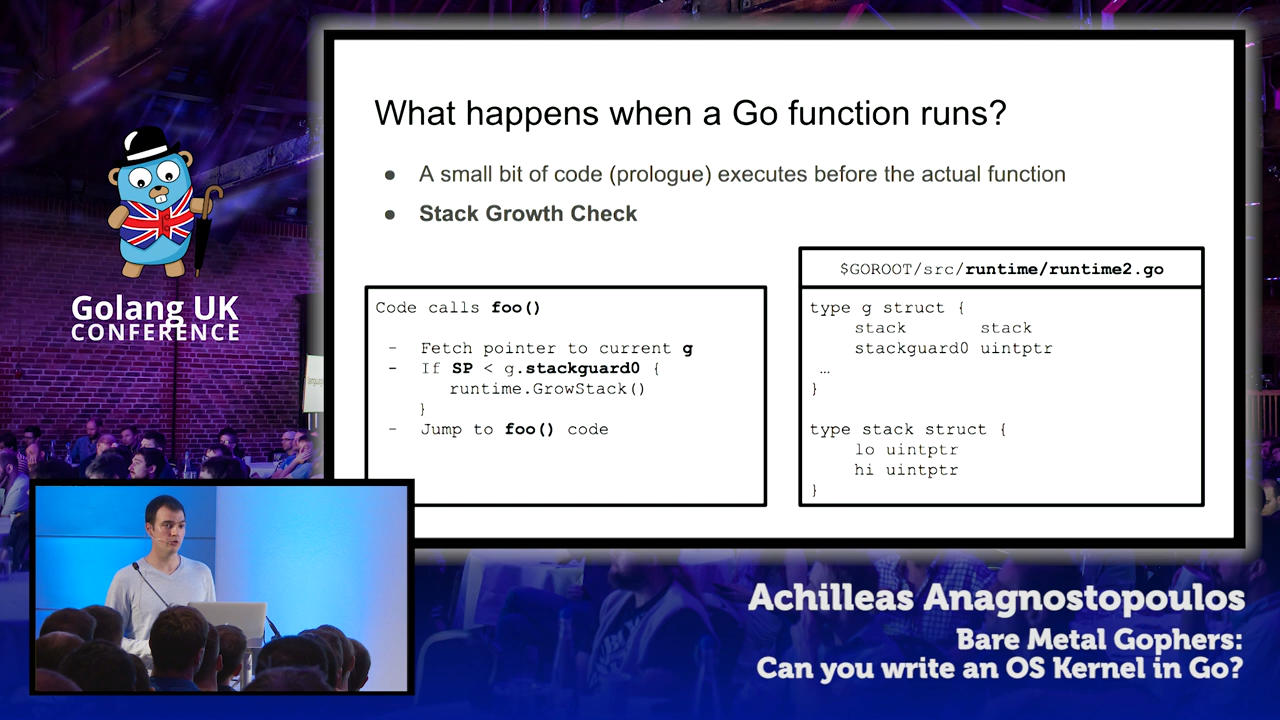 What happens when a Go function runs?
● A small bit of code (prologue) executes before the actual function
● Stack Growth Check
Code calls foo()
- Fetch pointer to current g
- If SP < g.stackguard0 {
runtime.GrowStack()
}
- Jump to foo() code
$GOROOT/src/runtime/runtime2.go
type g struct {
stack stack
stackguard0 uintptr
…
}
type stack struct {
lo uintptr
hi uintptr
}
Golang UK
CONFERENCE
Achilleas Anagnostopoulos
Bare Metal Gophers:
Can you write an OS Kernel in Go?